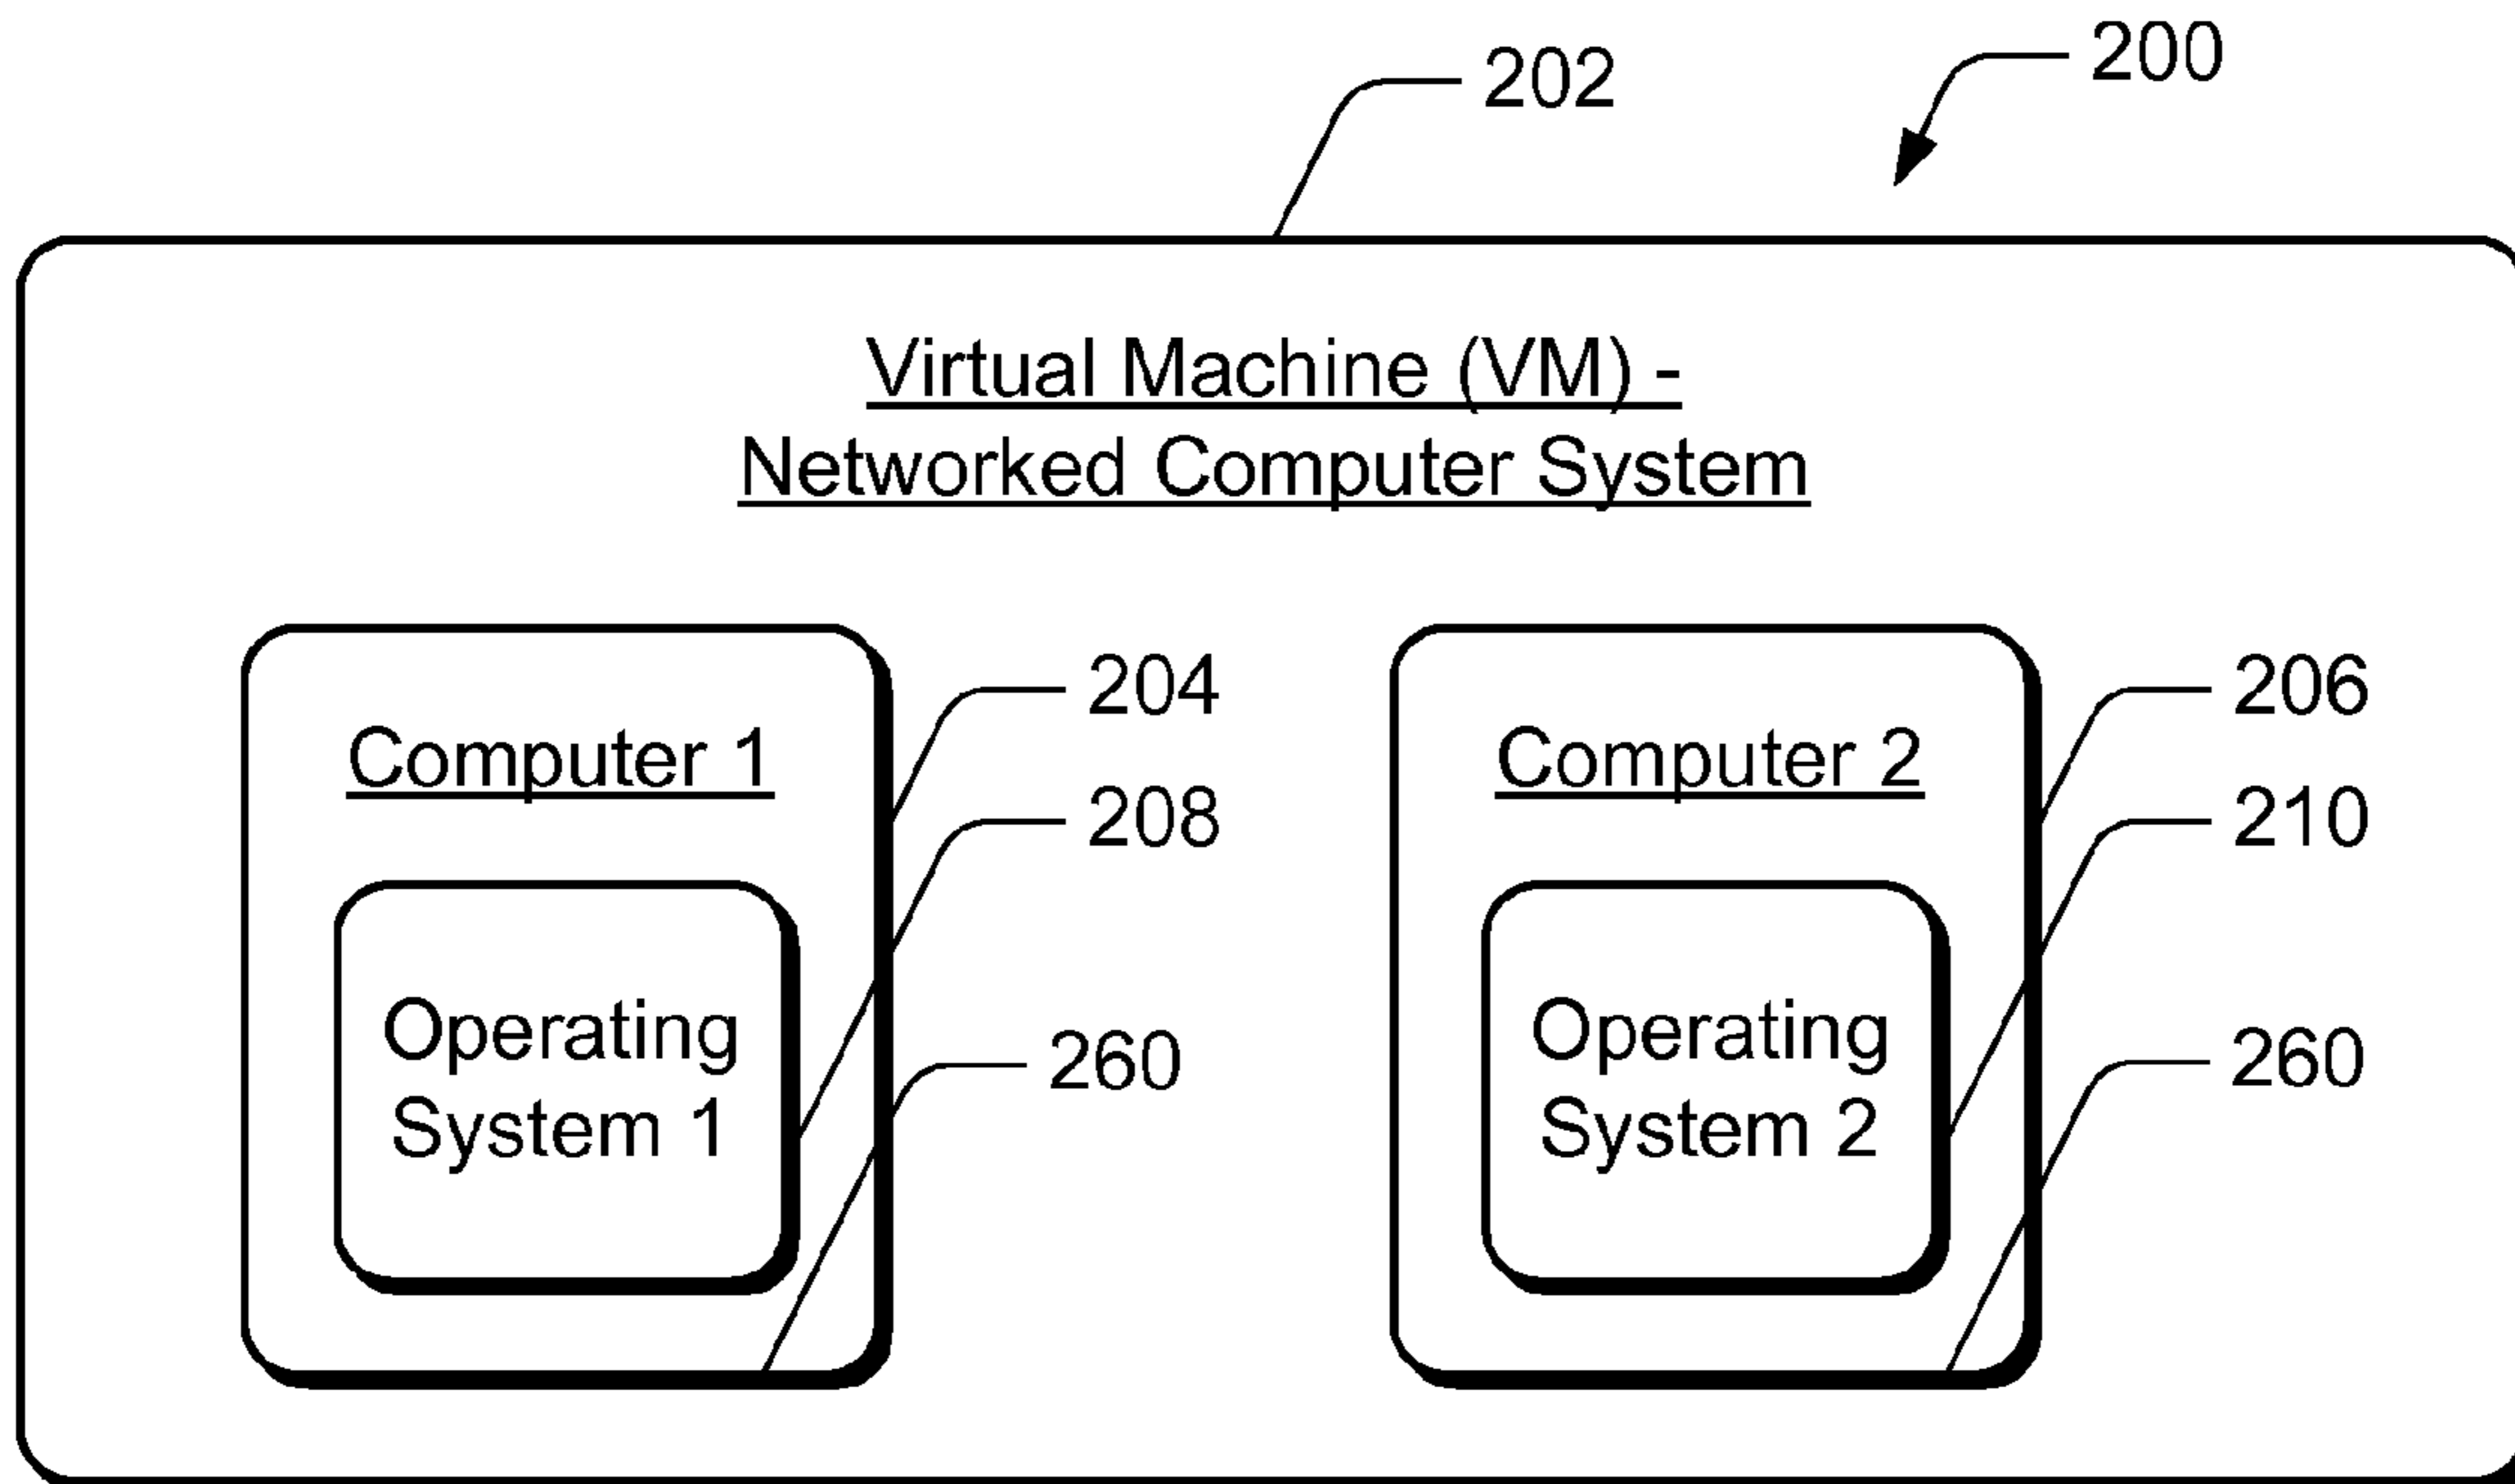 200
202
Virtual Machine (VM) -
Networked Computer System
Computer 1
204
208
Operating
System 1
260
Computer 2
206
210
Operating
System 2
260